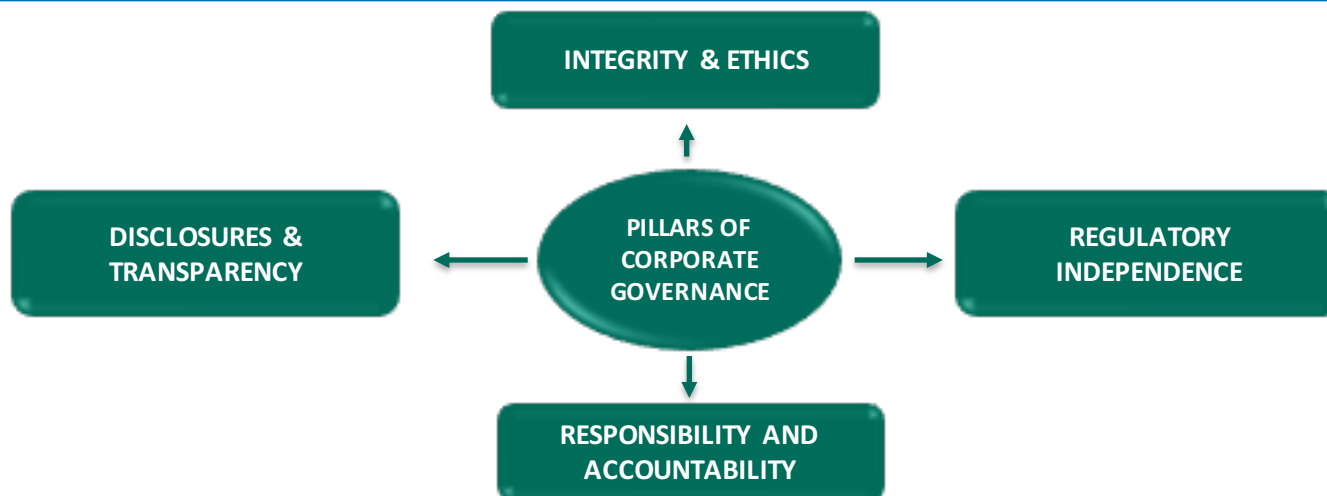 INTEGRITY & ETHICS
DISCLOSURES &
TRANSPARENCY
PILLARS OF
CORPORATE
GOVERNANCE
REGULATORY
INDEPENDENCE
RESPONSIBILITY AND
ACCOUNTABILITY